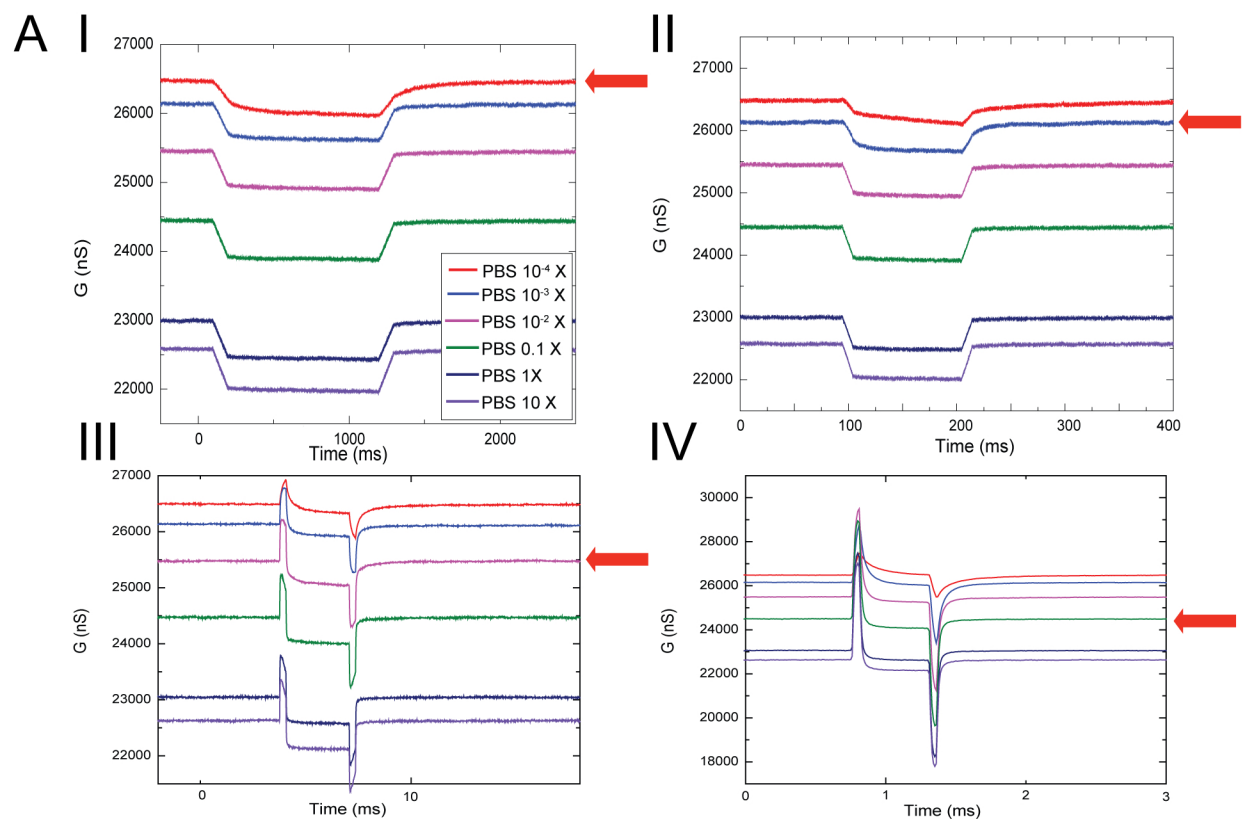 A I
27000
26000
25000
24000
23000
22000
G (nS)
0 1000 2000
Time (ms)
PBS 10⁻⁴ X
PBS 10⁻³ X
PBS 10⁻² X
PBS 0.1 X
PBS 1X
PBS 10 X
II
27000
26000
25000
24000
23000
22000
G (nS)
0 100 200 300 400
Time (ms)
III
27000
26000
25000
24000
23000
22000
G (nS)
0 10
Time (ms)
IV
30000
28000
26000
24000
22000
20000
18000
G (nS)
0 1 2 3
Time (ms)